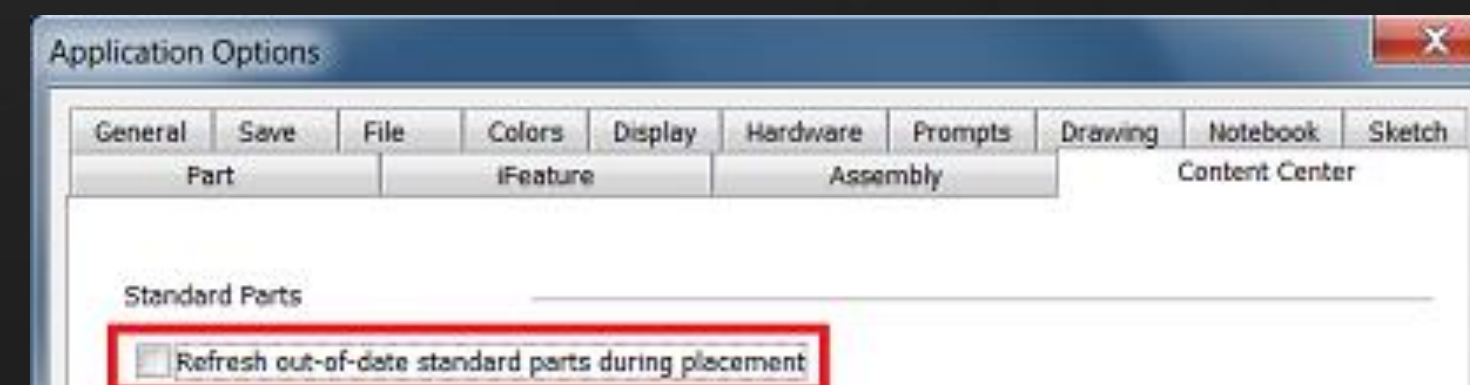 Application Options
General Save File Colors Display Hardware Prompts Drawing Notebook Sketch
Part iFeature Assembly Content Center
Standard Parts
Refresh out-of-date standard parts during placement